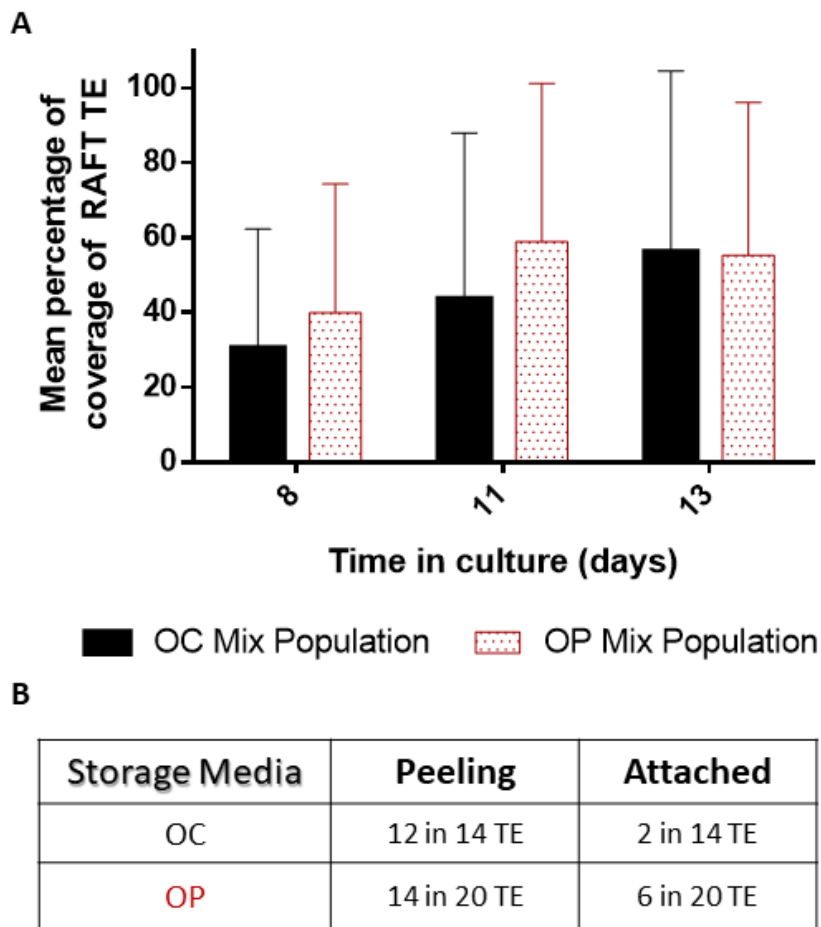 A
Mean percentage of
coverage of RAFT TE
100
80
60
40
20
0
8
11
13
Time in culture (days)
OC Mix Population
OP Mix Population
B
Storage Media Peeling Attached
OC 12 in 14 TE 2 in 14 TE
OP 14 in 20 TE 6 in 20 TE